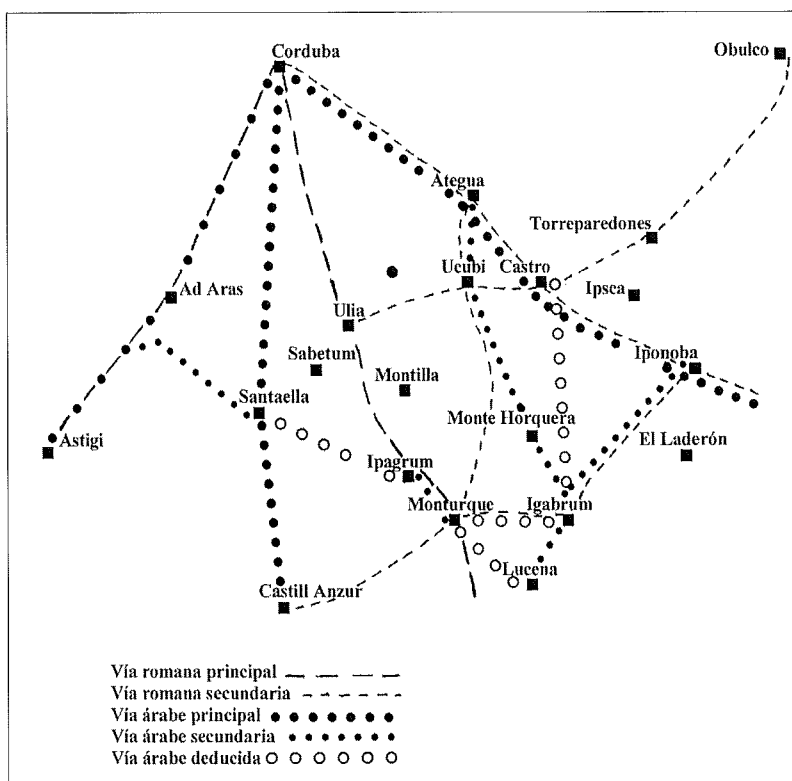 Corduba
Obulco
Ategua
Torreparedones
Ucubi
Castro
Ad Aras
Ipsca
Ulia
Sabetum
Iponoba
Montilla
Santaella
Monte Horquera
Astigi
El Laderón
Ipagrum
Monturque
Igabrum
Lucena
Castill Anzur
Vía romana principal
Vía romana secundaria
Vía árabe principal
Vía árabe secundaria
Vía árabe deducida